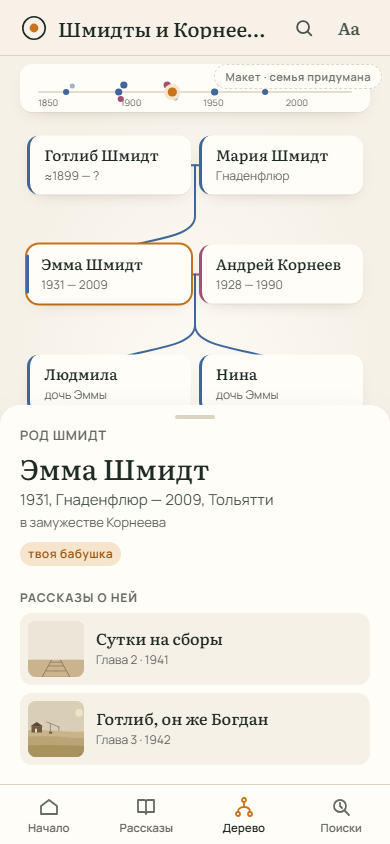 Шмидты и Корнее...
Aa
Макет · семья придумана
1850
1900
1950
2000
Готлиб Шмидт
≈1899 — ?
Мария Шмидт
Гнаденфлюр
Эмма Шмидт
1931 — 2009
Андрей Корнеев
1928 — 1990
Людмила
дочь Эммы
Нина
дочь Эммы
РОД ШМИДТ
Эмма Шмидт
1931, Гнаденфлюр — 2009, Тольятти
в замужестве Корнеева
твоя бабушка
РАССКАЗЫ О НЕЙ
Сутки на сборы
Глава 2 · 1941
Готлиб, он же Богдан
Глава 3 · 1942
Начало
Рассказы
Дерево
Поиски